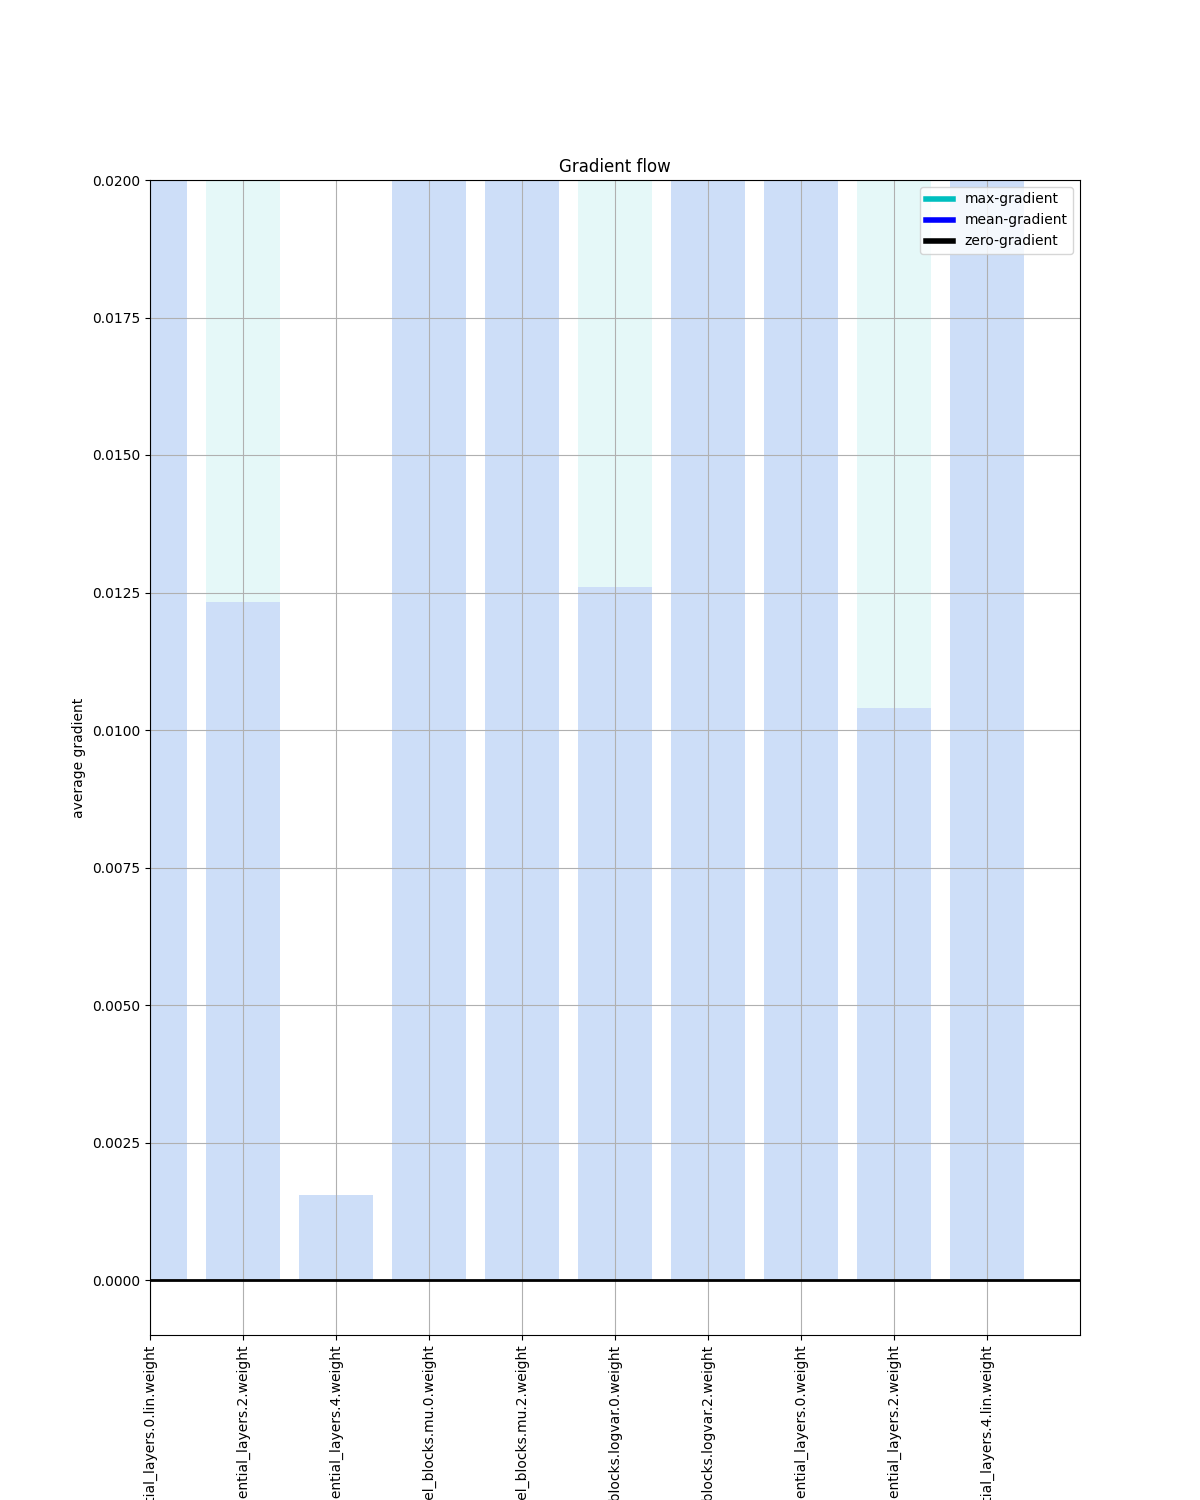 Gradient flow
max-gradient
mean-gradient
zero-gradient
0.0200
0.0175
0.0150
0.0125
0.0100
0.0075
0.0050
0.0025
0.0000
average gradient
tial_layers.0.lin.weight
ential_layers.2.weight
ential_layers.4.weight
el_blocks.mu.0.weight
el_blocks.mu.2.weight
blocks.logvar.0.weight
blocks.logvar.2.weight
ential_layers.0.weight
ential_layers.2.weight
tial_layers.4.lin.weight